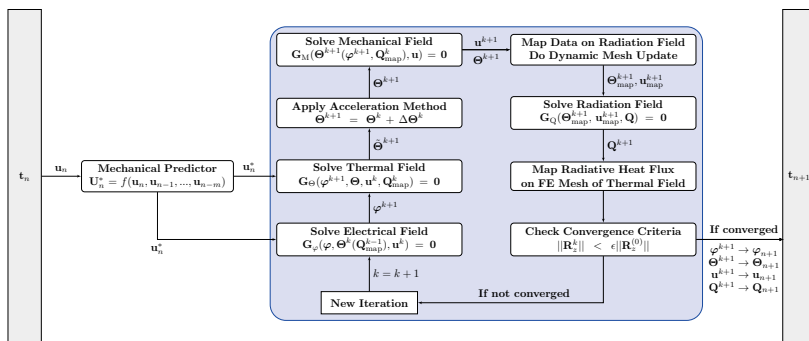 t_n
u_n
Mechanical Predictor
U*_n = f(u_n, u_{n−1}, ..., u_{n−m})
u*_n
u*_n
Solve Mechanical Field
G_M(Θ^{k+1}(φ^{k+1}, Q^k_map), u) = 0
Θ^{k+1}
Apply Acceleration Method
Θ^{k+1} = Θ^k + ΔΘ^k
Θ̃^{k+1}
Solve Thermal Field
G_Θ(φ^{k+1}, Θ, u^k, Q^k_map) = 0
φ^{k+1}
Solve Electrical Field
G_φ(φ, Θ^k(Q^{k−1}_map), u^k) = 0
k = k + 1
New Iteration
u^{k+1}
Θ^{k+1}
Map Data on Radiation Field
Do Dynamic Mesh Update
Θ^{k+1}_map, u^{k+1}_map
Solve Radiation Field
G_Q(Θ^{k+1}_map, u^{k+1}_map, Q) = 0
Q^{k+1}
Map Radiative Heat Flux
on FE Mesh of Thermal Field
Check Convergence Criteria
||R^k_z|| < ϵ||R^{(0)}_z||
If not converged
If converged
φ^{k+1} → φ_{n+1}
Θ^{k+1} → Θ_{n+1}
u^{k+1} → u_{n+1}
Q^{k+1} → Q_{n+1}
t_{n+1}